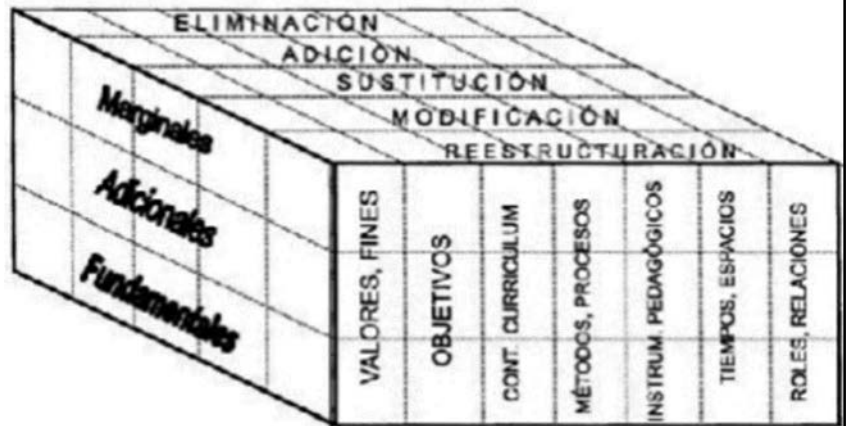 ELIMINACIÓN
ADICIÓN
SUSTITUCIÓN
MODIFICACIÓN
REESTRUCTURACIÓN
Marginales
Adicionales
Fundamentales
VALORES, FINES
OBJETIVOS
CONT. CURRICULUM
MÉTODOS, PROCESOS
INSTRUM. PEDAGÓGICOS
TIEMPOS, ESPACIOS
ROLES, RELACIONES